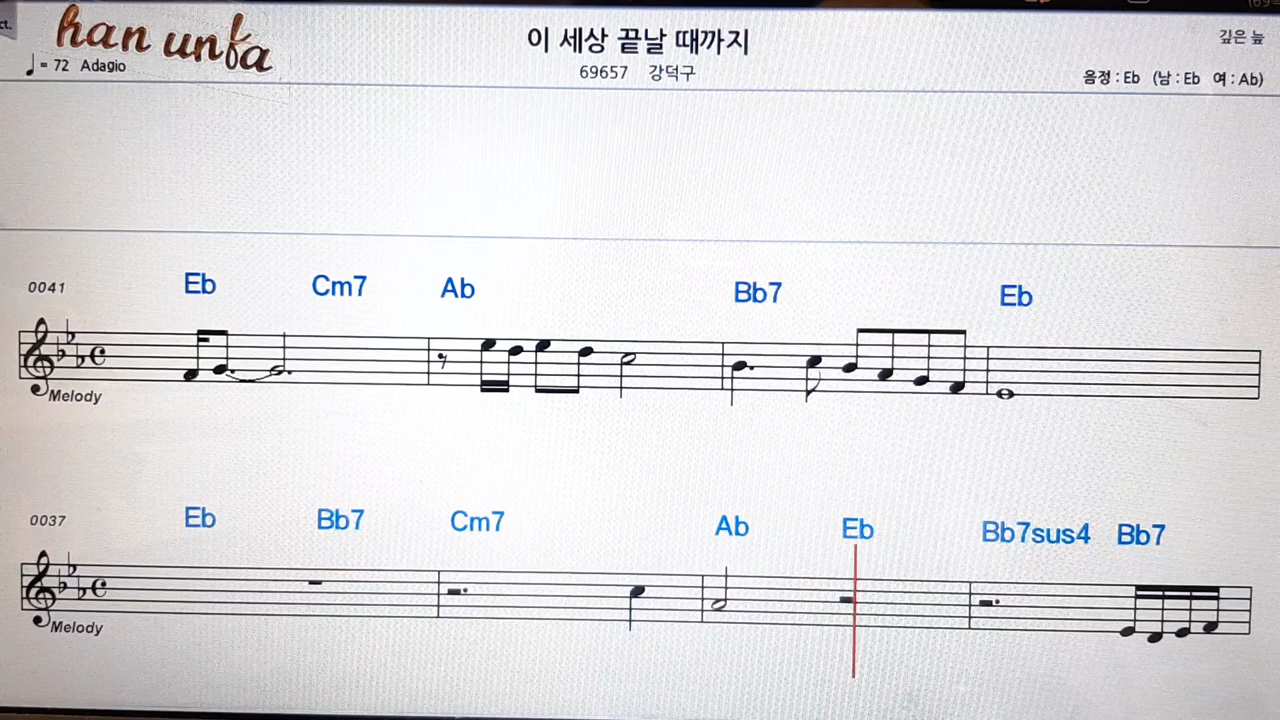 ct.
han unfa
이 세상 끝날 때까지
깊은 늪
♩ = 72 Adagio
69657 강덕구
음정 : Eb (남 : Eb 여 : Ab)
0041 Eb Cm7 Ab Bb7 Eb
Melody
0037 Eb Bb7 Cm7 Ab Eb Bb7sus4 Bb7
Melody